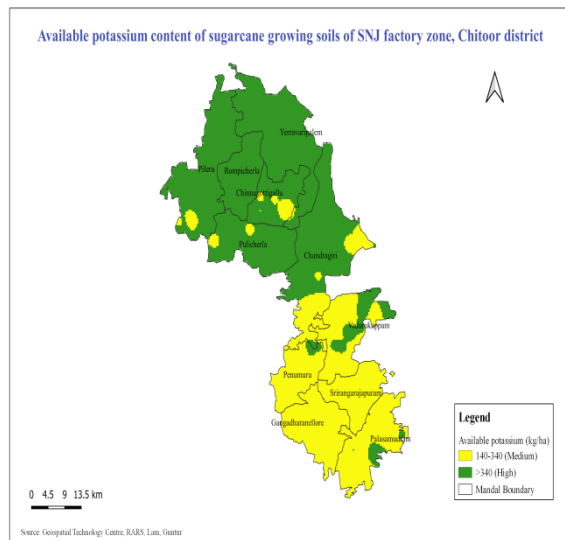 Available potassium content of sugarcane growing soils of SNJ factory zone, Chitoor district
Yerravaripalem
Pileru
Rompicherla
Chinnagottigallu
Pulicherla
Chandragiri
Vedurukuppam
Penumuru
Srirangarajapuram
Gangadharanellore
Palasamudram
Legend
Available potassium (kg/ha)
140-340 (Medium)
>340 (High)
Mandal Boundary
0 4.5 9 13.5 km
Source: Geospatial Technology Centre, RARS, Lam, Guntur